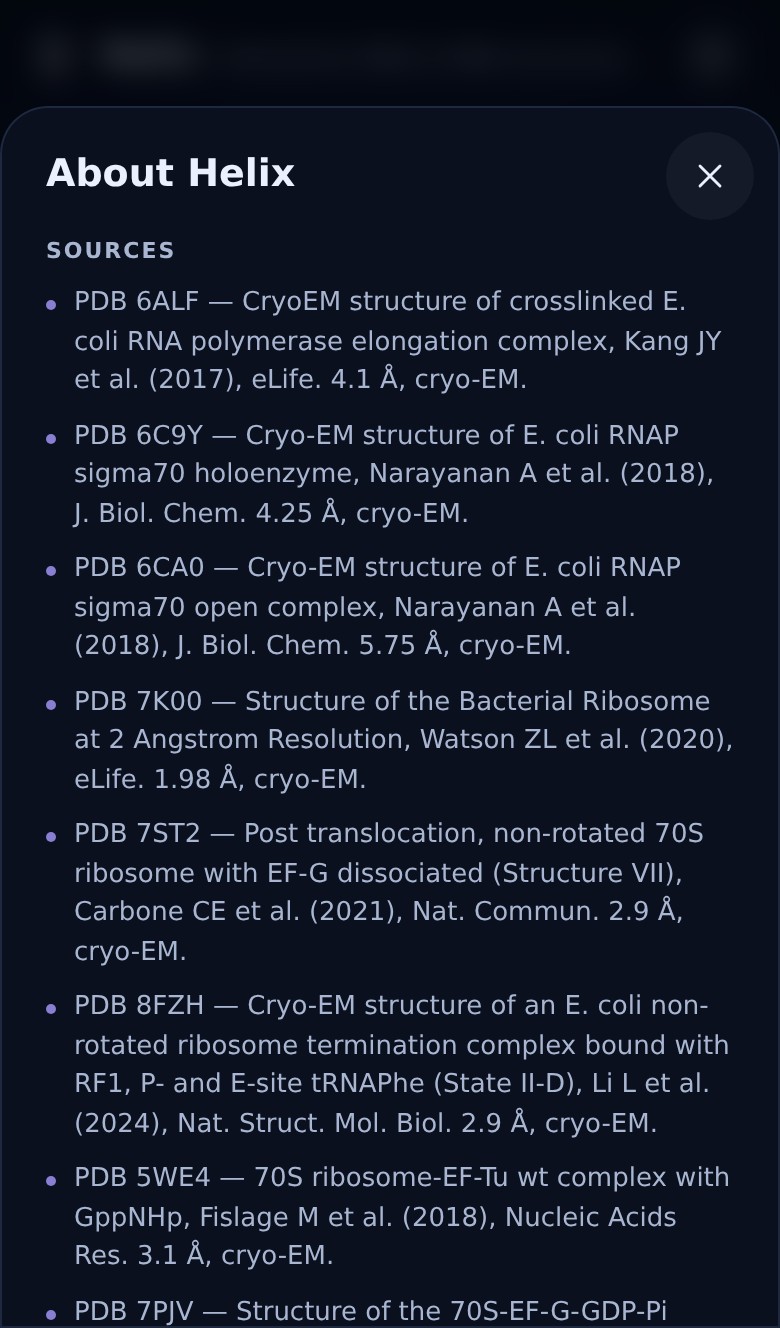 About Helix
SOURCES
PDB 6ALF — CryoEM structure of crosslinked E.
coli RNA polymerase elongation complex, Kang JY
et al. (2017), eLife. 4.1 Å, cryo-EM.
PDB 6C9Y — Cryo-EM structure of E. coli RNAP
sigma70 holoenzyme, Narayanan A et al. (2018),
J. Biol. Chem. 4.25 Å, cryo-EM.
PDB 6CA0 — Cryo-EM structure of E. coli RNAP
sigma70 open complex, Narayanan A et al.
(2018), J. Biol. Chem. 5.75 Å, cryo-EM.
PDB 7K00 — Structure of the Bacterial Ribosome
at 2 Angstrom Resolution, Watson ZL et al. (2020),
eLife. 1.98 Å, cryo-EM.
PDB 7ST2 — Post translocation, non-rotated 70S
ribosome with EF-G dissociated (Structure VII),
Carbone CE et al. (2021), Nat. Commun. 2.9 Å,
cryo-EM.
PDB 8FZH — Cryo-EM structure of an E. coli non-
rotated ribosome termination complex bound with
RF1, P- and E-site tRNAPhe (State II-D), Li L et al.
(2024), Nat. Struct. Mol. Biol. 2.9 Å, cryo-EM.
PDB 5WE4 — 70S ribosome-EF-Tu wt complex with
GppNHp, Fislage M et al. (2018), Nucleic Acids
Res. 3.1 Å, cryo-EM.
PDB 7PJV — Structure of the 70S-EF-G-GDP-Pi